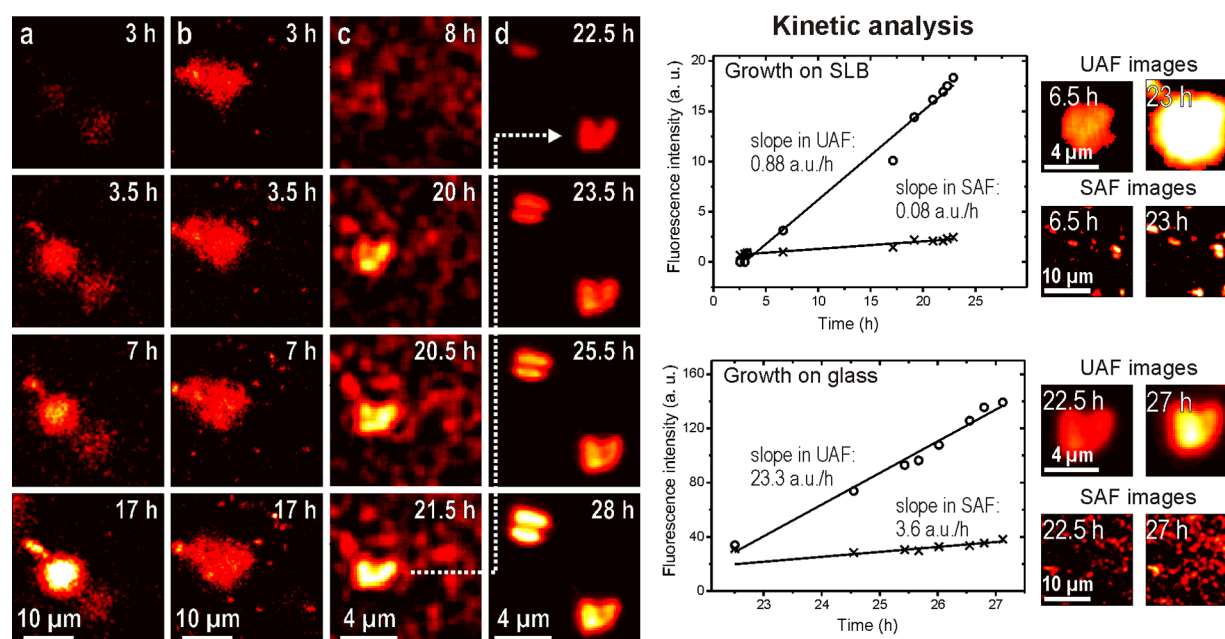 a 3 h
b 3 h
c 8 h
d 22.5 h
3.5 h
3.5 h
20 h
23.5 h
7 h
7 h
20.5 h
25.5 h
17 h
17 h
21.5 h
28 h
10 µm
10 µm
4 µm
4 µm
Kinetic analysis
Growth on SLB
Fluorescence intensity (a. u.)
20
15
10
5
0
slope in UAF:
0.88 a.u./h
slope in SAF:
0.08 a.u./h
0 5 10 15 20 25
Time (h)
UAF images
6.5 h
23 h
4 µm
SAF images
6.5 h
23 h
10 µm
Growth on glass
Fluorescence intensity (a. u.)
160
120
80
40
0
slope in UAF:
23.3 a.u./h
slope in SAF:
3.6 a.u./h
23 24 25 26 27
Time (h)
UAF images
22.5 h
27 h
4 µm
SAF images
22.5 h
27 h
10 µm